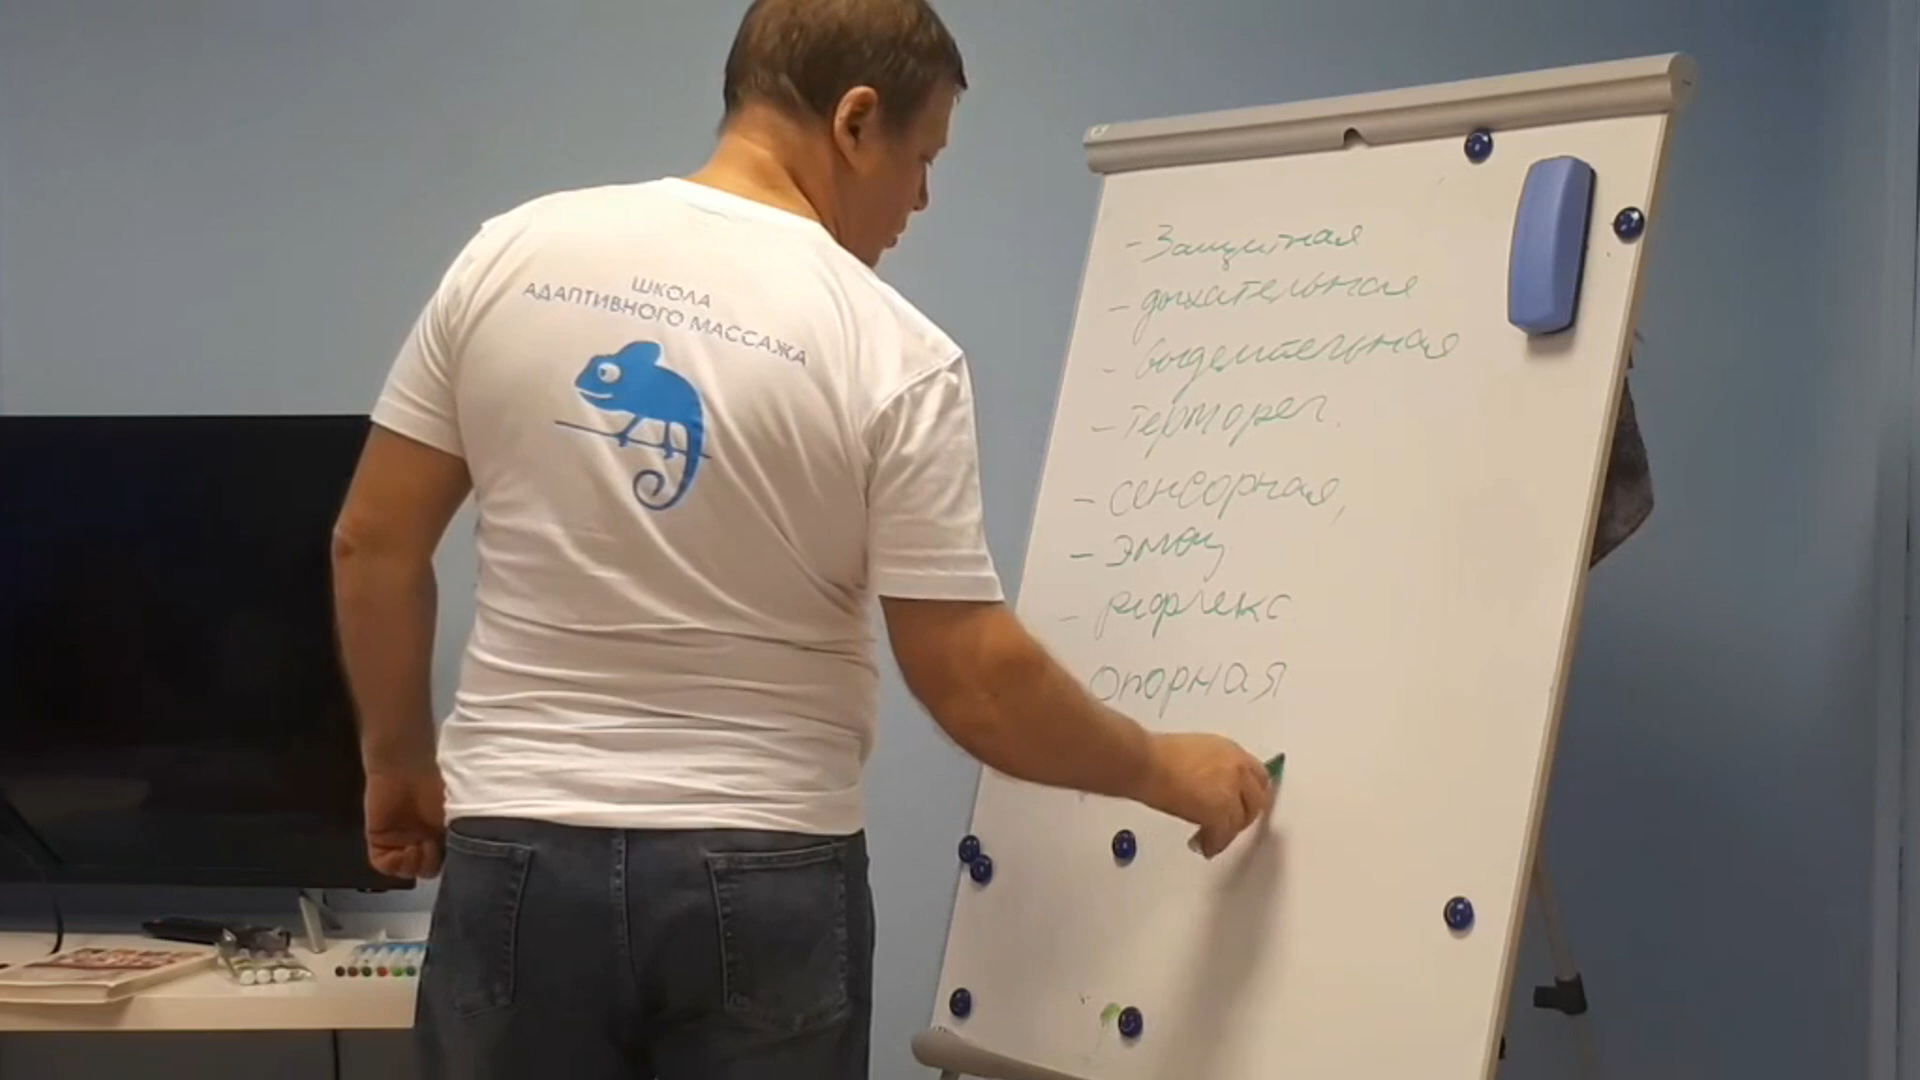 ШКОЛА
АДАПТИВНОГО МАССАЖА
- Защитная
- дыхательная
- выделительная
- терморег.
- сенсорная,
- эмоц
- рефлекс
опорная